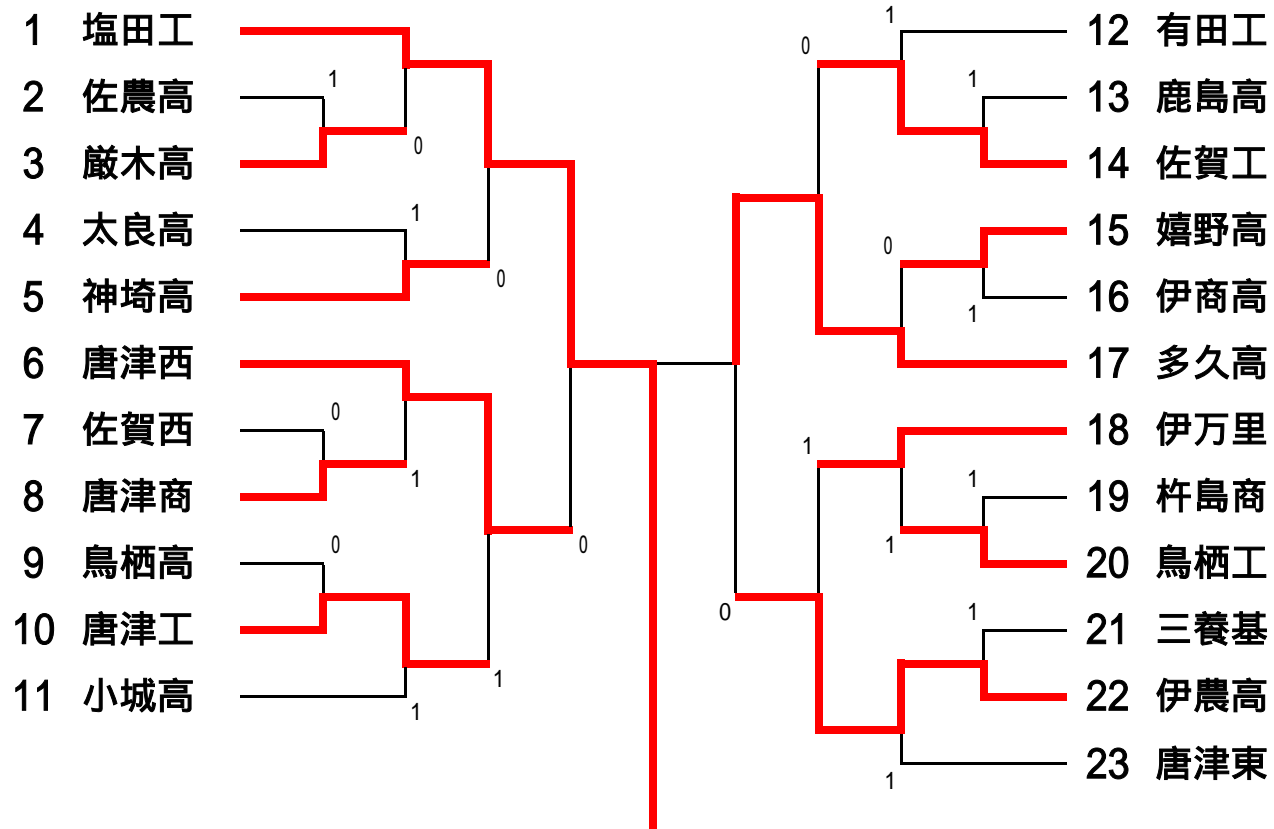 1 塩田工
2 佐農高
3 厳木高
4 太良高
5 神埼高
6 唐津西
7 佐賀西
8 唐津商
9 鳥栖高
10 唐津工
11 小城高
1
0
1
0
0
1
0
0
1
1
12 有田工
13 鹿島高
14 佐賀工
15 嬉野高
16 伊商高
17 多久高
18 伊万里
19 杵島商
20 鳥栖工
21 三養基
22 伊農高
23 唐津東
1
0
1
0
1
1
1
1
0
1
1